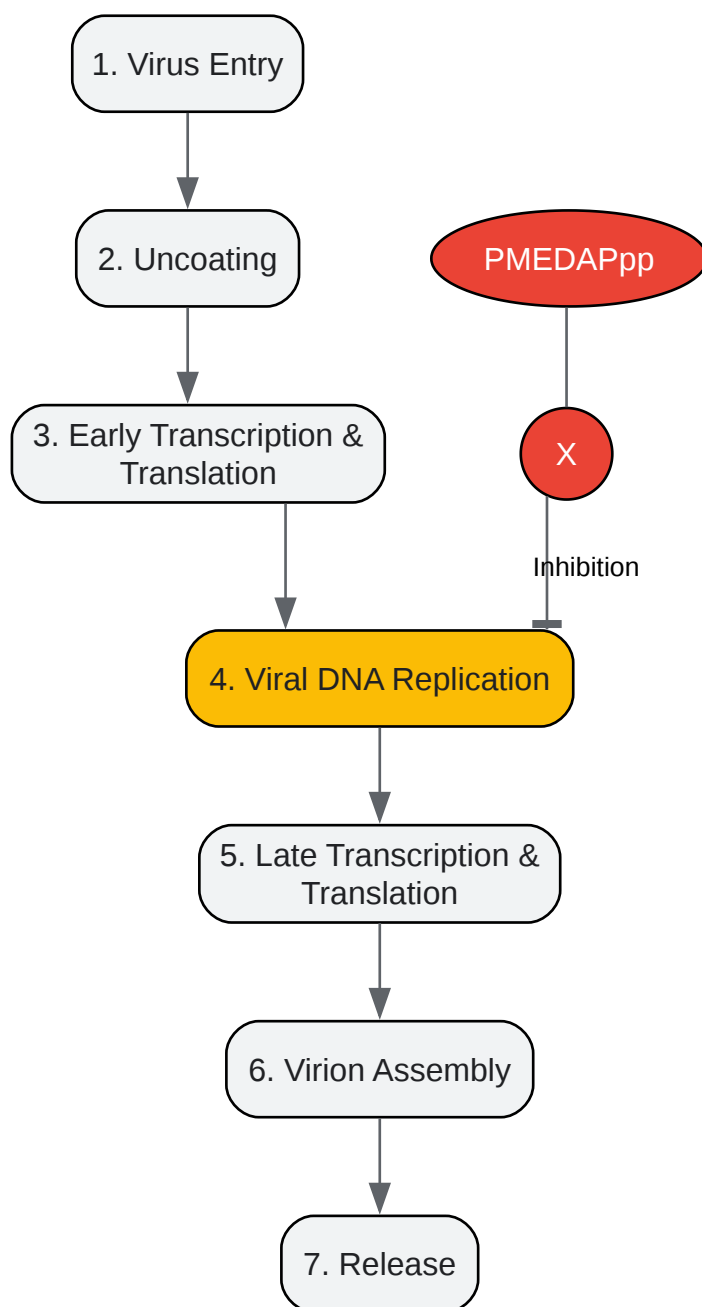 1. Virus Entry
2. Uncoating
PMEDAPpp
3. Early Transcription &
Translation
X
Inhibition
4. Viral DNA Replication
5. Late Transcription &
Translation
6. Virion Assembly
7. Release